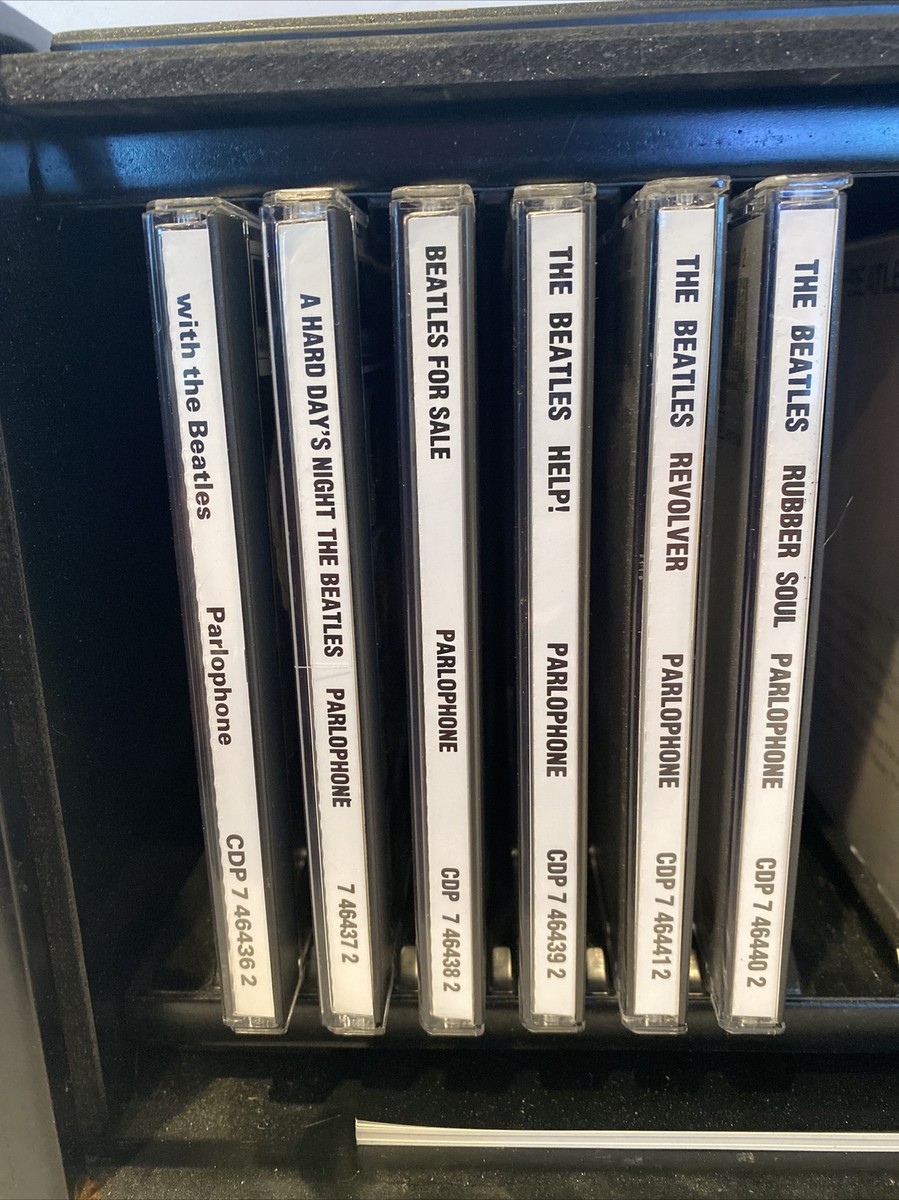 with the Beatles Parlophone CDP 7 46436 2
A HARD DAY'S NIGHT THE BEATLES PARLOPHONE 7 46437 2
BEATLES FOR SALE PARLOPHONE CDP 7 46438 2
THE BEATLES HELP! PARLOPHONE CDP 7 46439 2
THE BEATLES REVOLVER PARLOPHONE CDP 7 46441 2
THE BEATLES RUBBER SOUL PARLOPHONE CDP 7 46440 2